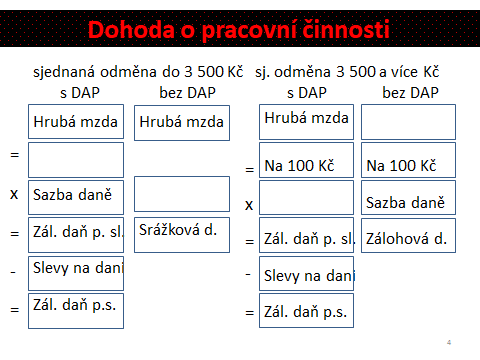 Dohoda o pracovní činnosti
sjednaná odměna do 3 500 Kč sj. odměna 3 500 a více Kč
s DAP bez DAP s DAP bez DAP
Hrubá mzda Hrubá mzda Hrubá mzda
= = Na 100 Kč Na 100 Kč
x Sazba daně x Sazba daně
= Zál. daň p. sl. Srážková d. = Zál. daň p. sl. Zálohová d.
- Slevy na dani - Slevy na dani
= Zál. daň p.s. = Zál. daň p.s.
4